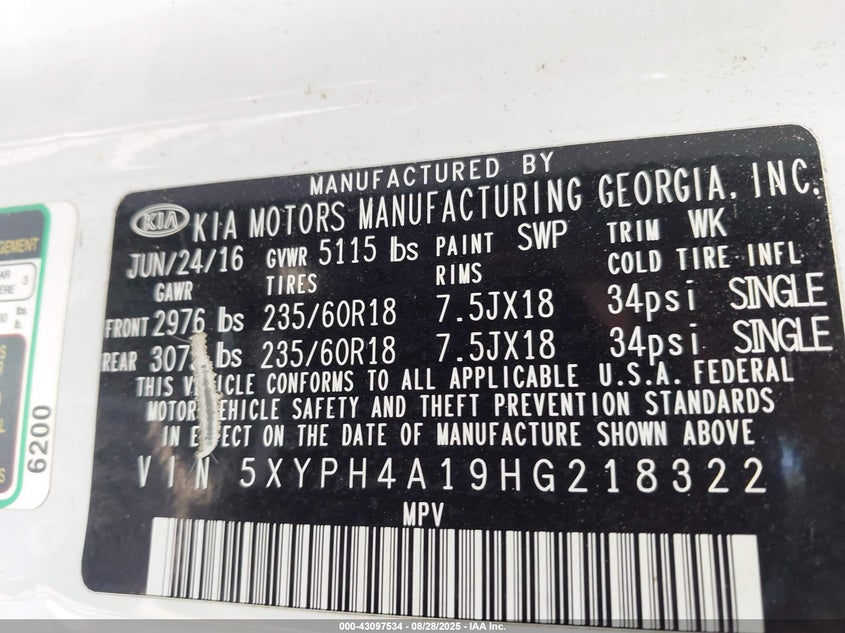 MANUFACTURED BY
KIA KIA MOTORS MANUFACTURING GEORGIA, INC.
JUN/24/16 GVWR 5115 lbs PAINT SWP TRIM WK
GAWR TIRES RIMS COLD TIRE INFL
FRONT 2976 lbs 235/60R18 7.5JX18 34psi SINGLE
REAR lbs 235/60R18 7.5JX18 34psi SINGLE
THIS VEHICLE CONFORMS TO ALL APPLICABLE U.S.A. FEDERAL
MOTOR VEHICLE SAFETY AND THEFT PREVENTION STANDARDS
IN EFFECT ON THE DATE OF MANUFACTURE SHOWN ABOVE
VIN 5XYPH4A19HG218322
MPV
6200
000-43097534 - 08/28/2025 - IAA Inc.